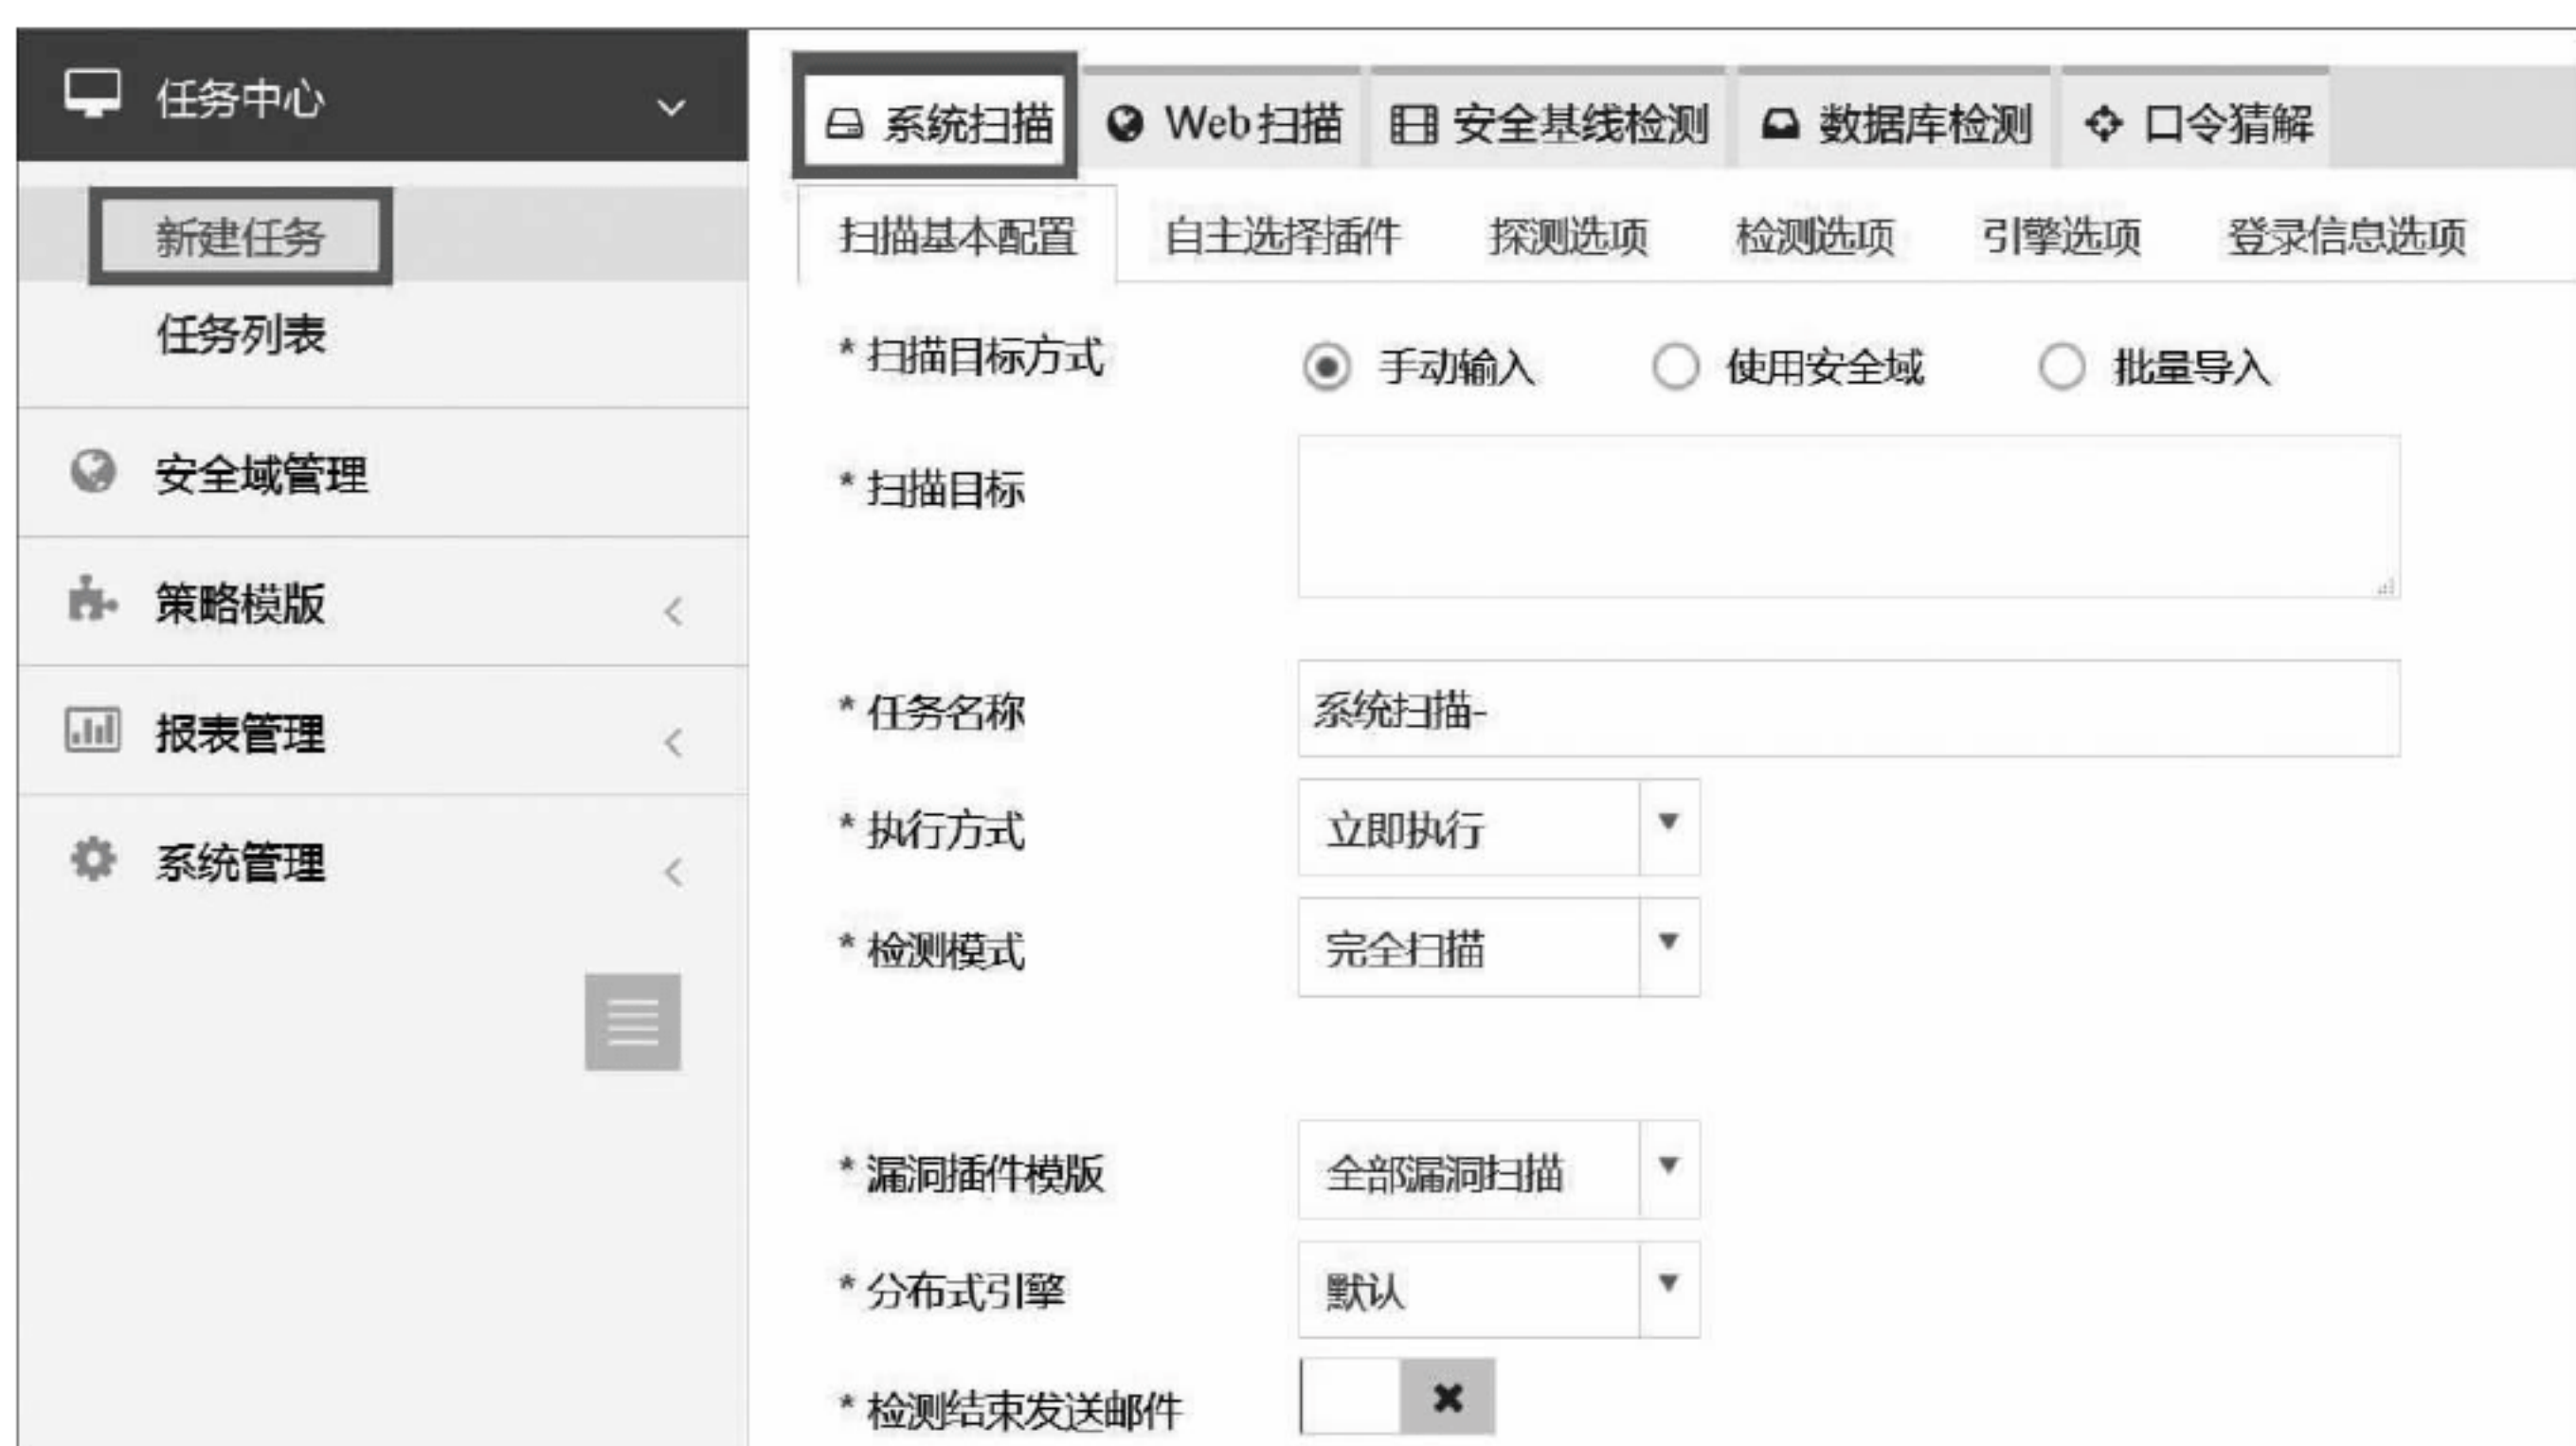 任务中心
新建任务
任务列表
安全域管理
策略模版
报表管理
系统管理
系统扫描 Web扫描 安全基线检测 数据库检测 口令猜解
扫描基本配置 自主选择插件 探测选项 检测选项 引擎选项 登录信息选项
* 扫描目标方式 手动输入 使用安全域 批量导入
* 扫描目标
* 任务名称 系统扫描-
* 执行方式 立即执行
* 检测模式 完全扫描
* 漏洞插件模版 全部漏洞扫描
* 分布式引擎 默认
* 检测结束发送邮件